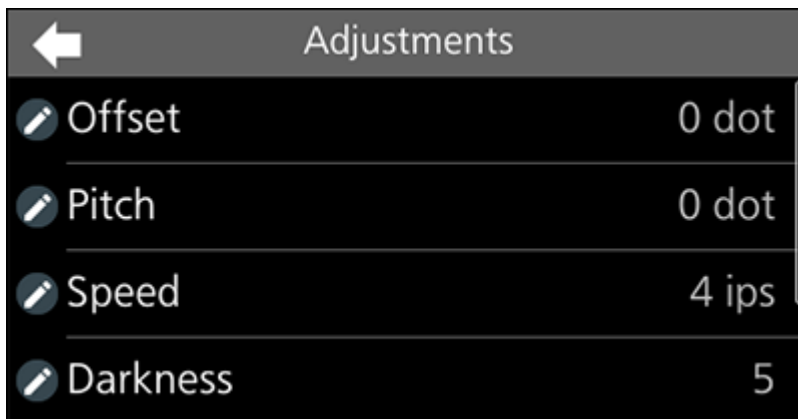 Adjustments
Offset 0 dot
Pitch 0 dot
Speed 4 ips
Darkness 5